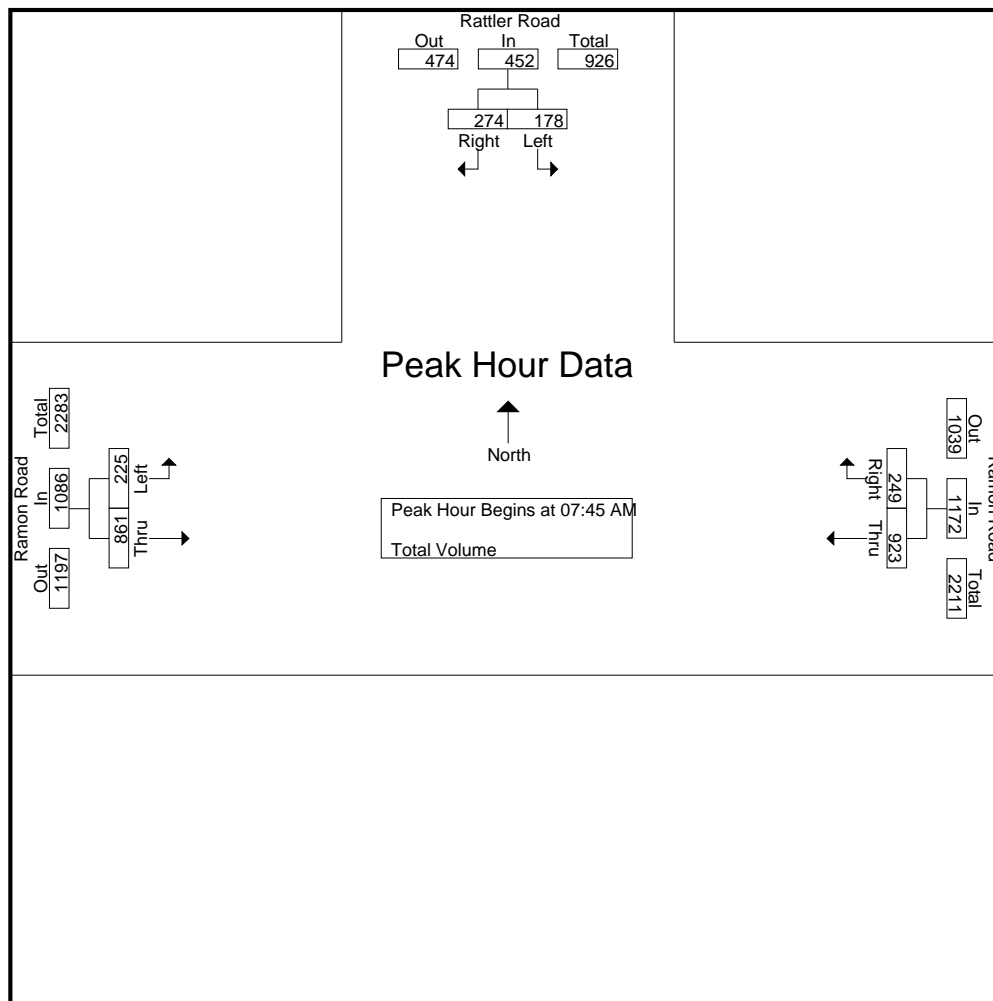 Rattler Road
Out In Total
474 452 926
274 178
Right Left
Peak Hour Data
North
Peak Hour Begins at 07:45 AM
Total Volume
Ramon Road
Total In Out
2283 1086 1197
225 861
Left Thru
Ramon Road
Out In Total
1039 1172 2211
Right Thru
249 923